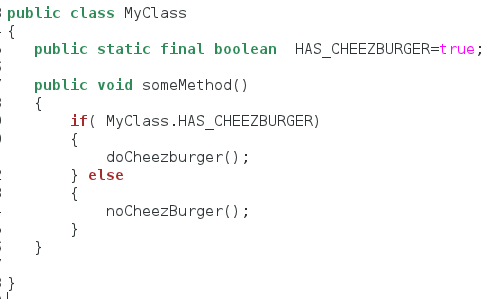 public class MyClass
{
public static final boolean  HAS_CHEEZBURGER=true;
public void someMethod()
{
if( MyClass.HAS_CHEEZBURGER)
{
doCheezburger();
} else
{
noCheezBurger();
}
}
}